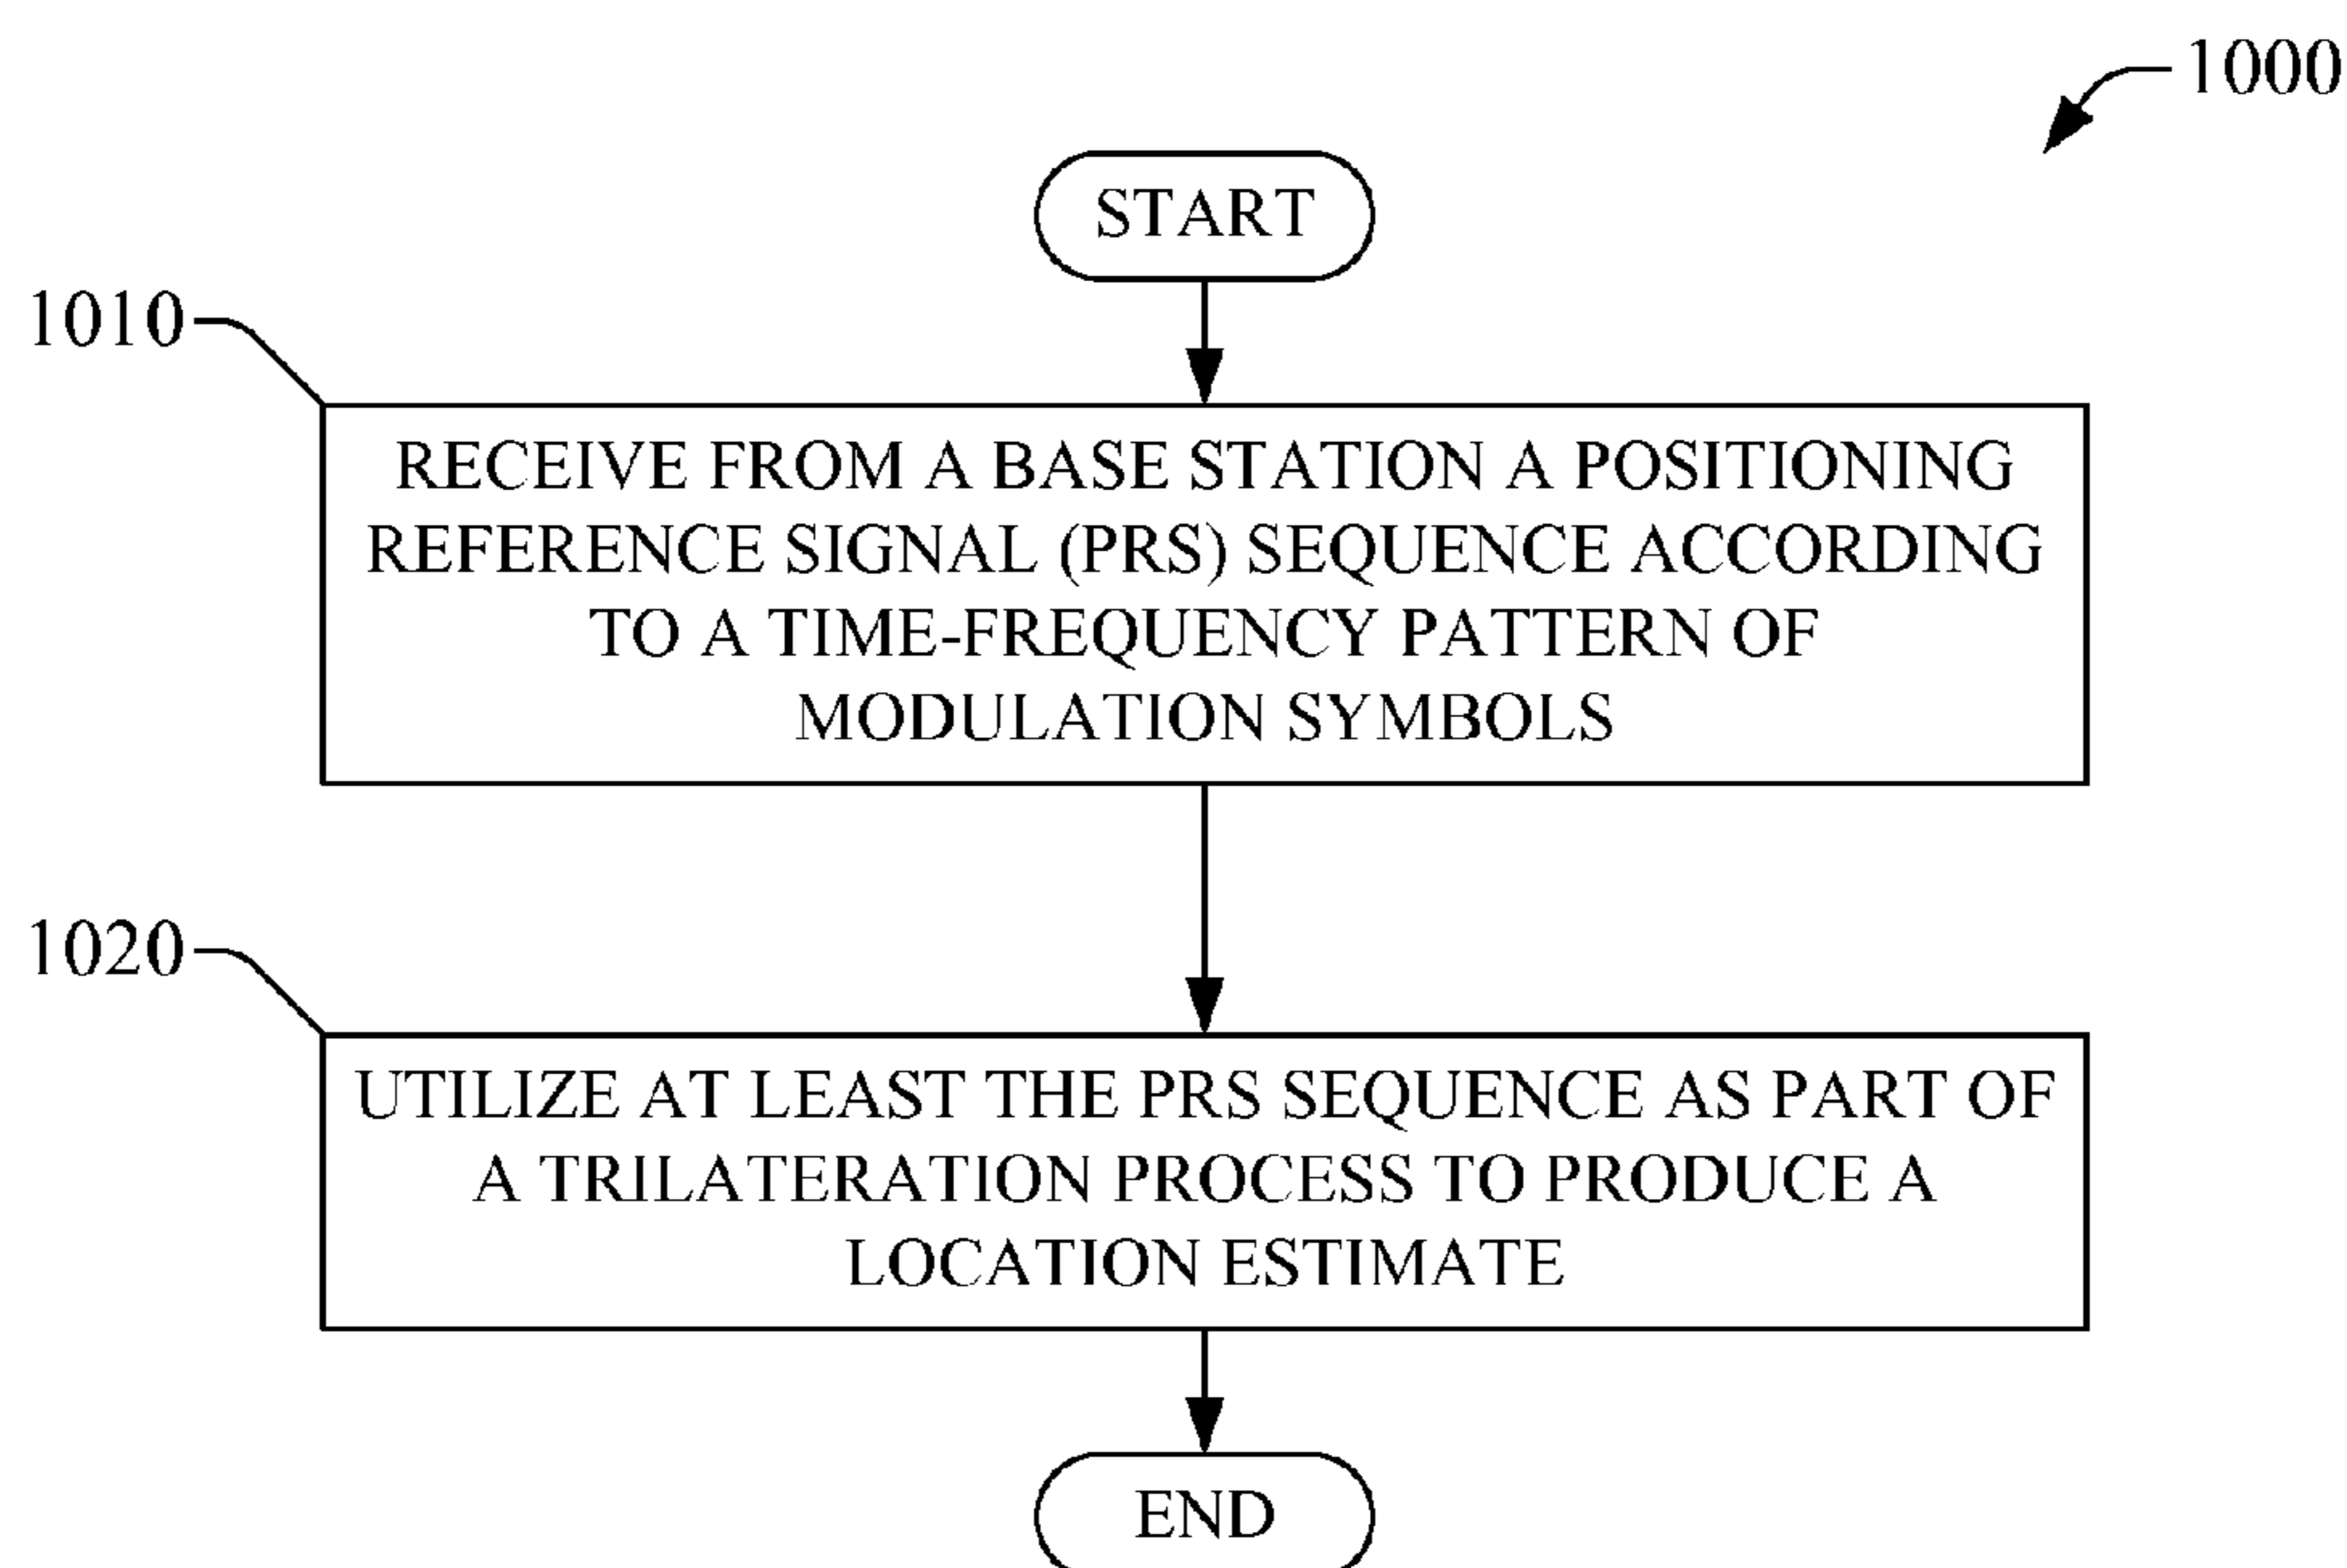 1000
START
1010
RECEIVE FROM A BASE STATION A POSITIONING
REFERENCE SIGNAL (PRS) SEQUENCE ACCORDING
TO A TIME-FREQUENCY PATTERN OF
MODULATION SYMBOLS
1020
UTILIZE AT LEAST THE PRS SEQUENCE AS PART OF
A TRILATERATION PROCESS TO PRODUCE A
LOCATION ESTIMATE
END